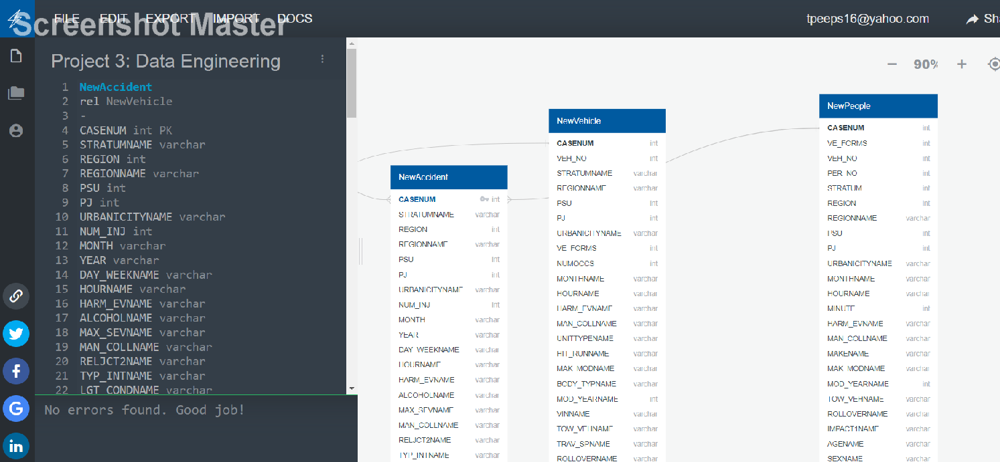 FILE EDIT EXPORT IMPORT DOCS
Screenshot Master
tpeeps16@yahoo.com
Sh
Project 3: Data Engineering
1 NewAccident
2 rel NewVehicle
3 -
4 CASENUM int PK
5 STRATUMNAME varchar
6 REGION int
7 REGIONNAME varchar
8 PSU int
9 PJ int
10 URBANICITYNAME varchar
11 NUM_INJ int
12 MONTH varchar
13 YEAR varchar
14 DAY_WEEKNAME varchar
15 HOURNAME varchar
16 HARM_EVNAME varchar
17 ALCOHOLNAME varchar
18 MAX_SEVNAME varchar
19 MAN_COLLNAME varchar
20 RELJCT2NAME varchar
21 TYP_INTNAME varchar
22 LGT_CONDNAME varchar
No errors found. Good job!
90%
NewAccident
CASENUM int
STRATUMNAME varchar
REGION int
REGIONNAME varchar
PSU int
PJ int
URBANICITYNAME varchar
NUM_INJ int
MONTH varchar
YEAR varchar
DAY_WEEKNAME varchar
HOURNAME varchar
HARM_EVNAME varchar
ALCOHOLNAME varchar
MAX_SEVNAME varchar
MAN_COLLNAME varchar
RELJCT2NAME varchar
TYP_INTNAME varchar
NewVehicle
CASENUM int
VEH_NO int
STRATUMNAME varchar
REGIONNAME varchar
PSU int
PJ int
URBANICITYNAME varchar
VE_FORMS int
NUMOCCS int
MONTHNAME varchar
HOURNAME varchar
HARM_EVNAME varchar
MAN_COLLNAME varchar
UNITTYPENAME varchar
HIT_RUNNAME varchar
MAK_MODNAME varchar
BODY_TYPNAME varchar
MOD_YEARNAME int
VINNAME varchar
TOW_VEHNAME varchar
TRAV_SPNAME varchar
ROLLOVERNAME varchar
NewPeople
CASENUM int
VE_FORMS int
VEH_NO int
PER_NO int
STRATUM int
REGION int
REGIONNAME varchar
PSU int
PJ int
URBANICITYNAME varchar
MONTHNAME varchar
HOURNAME varchar
MINUTE int
HARM_EVNAME varchar
MAN_COLLNAME varchar
MAKENAME varchar
MAK_MODNAME varchar
MOD_YEARNAME int
TOW_VEHNAME varchar
ROLLOVERNAME varchar
IMPACT1NAME varchar
AGENAME varchar
SEXNAME varchar